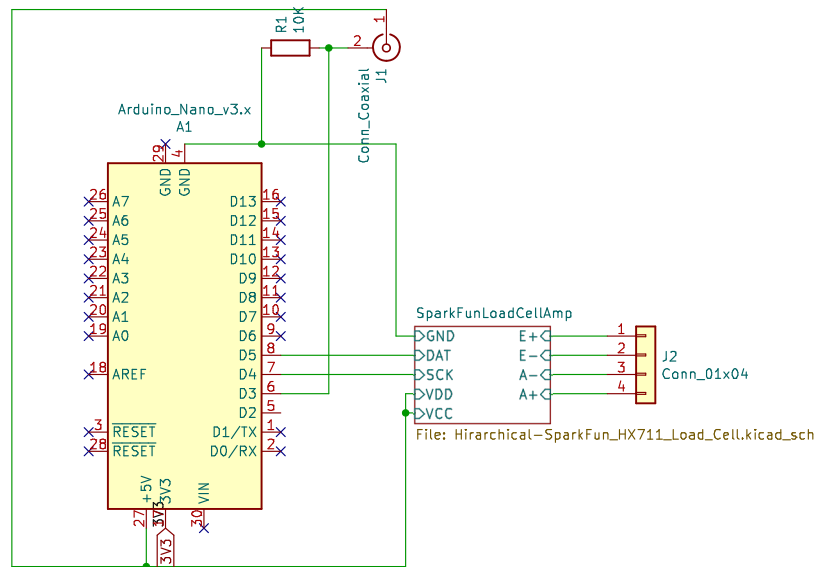 1
R1
10K
2
J1
Conn_Coaxial
Arduino_Nano_v3.x
A1
29
4
GND
GND
26 A7 D13 16
25 A6 D12 15
24 A5 D11 14
23 A4 D10 13
22 A3 D9 12
21 A2 D8 11
20 A1 D7 10
19 A0 D6 9
D5 8
18 AREF D4 7
D3 6
D2 5
3 RESET D1/TX 1
28 RESET D0/RX 2
+5V
3V3
VIN
27
3V3
30
3V3
SparkFunLoadCellAmp
GND E+ 1
DAT E- 2
SCK A- 3
VDD A+ 4
VCC
J2
Conn_01x04
File: Hirarchical-SparkFun_HX711_Load_Cell.kicad_sch